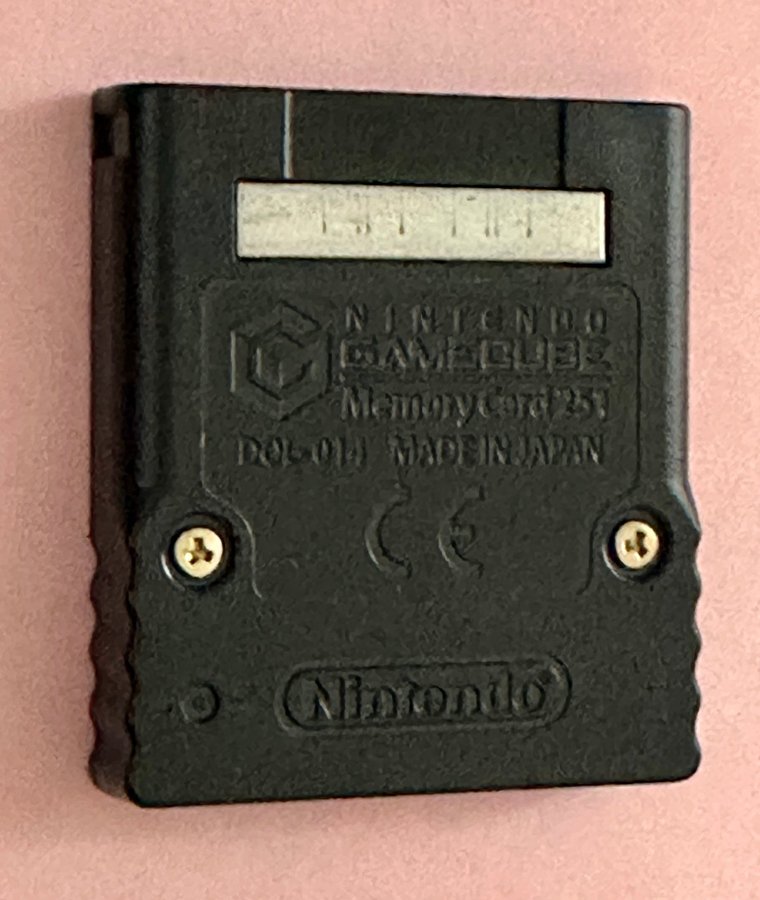 NINTENDO
GAMECUBE
Memory Card 251
DOL-014 MADE IN JAPAN
CE
Nintendo